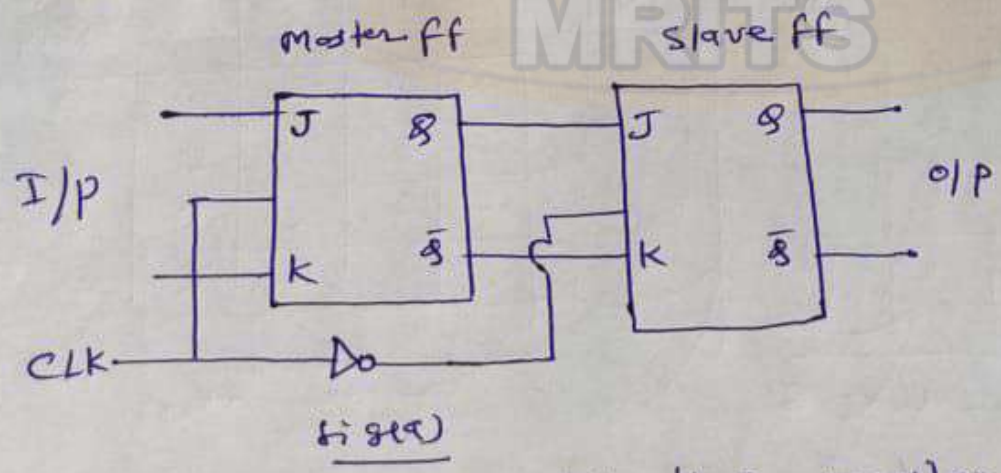 MRITS
Master ff
Slave ff
J
Q
J
Q
I/p
O/P
K
Q̄
K
Q̄
CLK